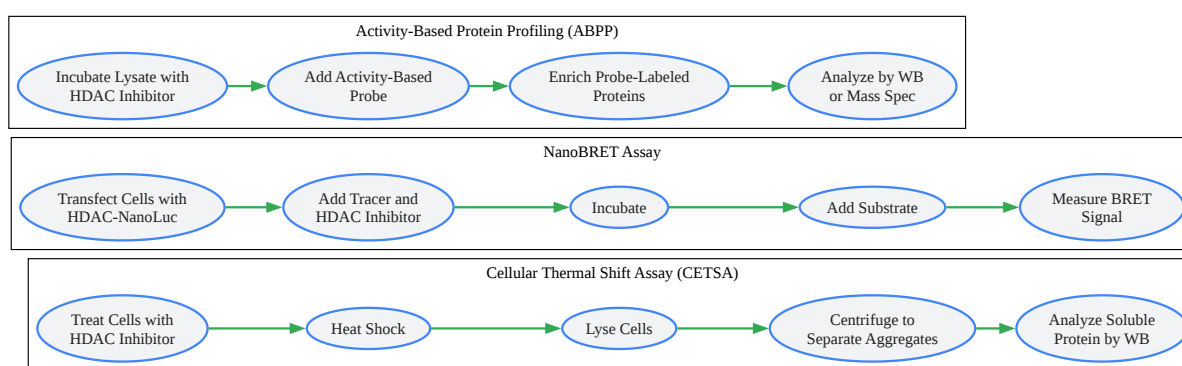 Activity-Based Protein Profiling (ABPP)
Incubate Lysate with
HDAC Inhibitor
Add Activity-Based
Probe
Enrich Probe-Labeled
Proteins
Analyze by WB
or Mass Spec
NanoBRET Assay
Transfect Cells with
HDAC-NanoLuc
Add Tracer and
HDAC Inhibitor
Incubate
Add Substrate
Measure BRET
Signal
Cellular Thermal Shift Assay (CETSA)
Treat Cells with
HDAC Inhibitor
Heat Shock
Lyse Cells
Centrifuge to
Separate Aggregates
Analyze Soluble
Protein by WB